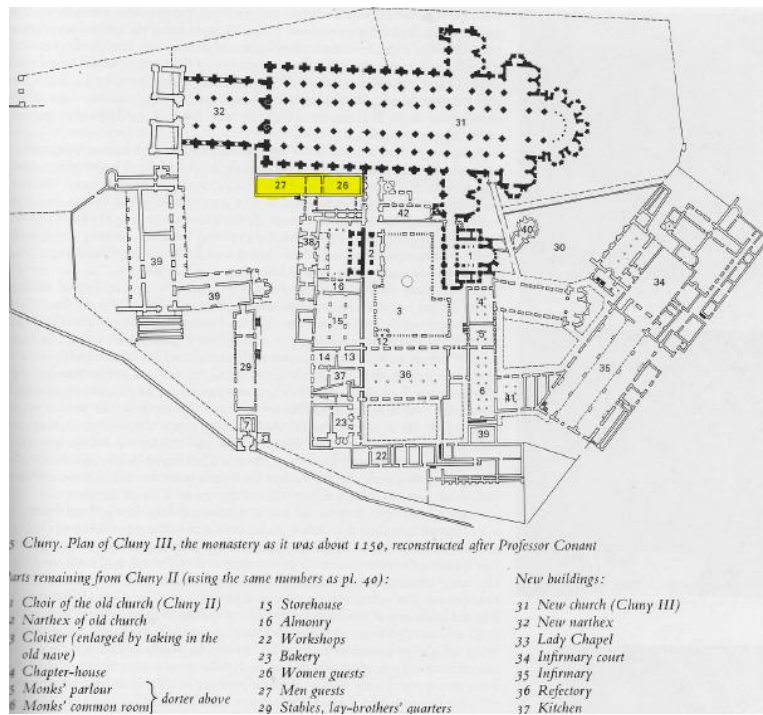 32
31
27 26
42
40
38 2 1 30
39 34
16
39 4
3
15
5
12
14 13
29 37 36 35
6 41
7 23 39
22
5 Cluny. Plan of Cluny III, the monastery as it was about 1150, reconstructed after Professor Conant
arts remaining from Cluny II (using the same numbers as pl. 40):
1 Choir of the old church (Cluny II)
2 Narthex of old church
3 Cloister (enlarged by taking in the
old nave)
4 Chapter-house
5 Monks' parlour
6 Monks' common room
dorter above
15 Storehouse
16 Almonry
22 Workshops
23 Bakery
26 Women guests
27 Men guests
29 Stables, lay-brothers' quarters
New buildings:
31 New church (Cluny III)
32 New narthex
33 Lady Chapel
34 Infirmary court
35 Infirmary
36 Refectory
37 Kitchen